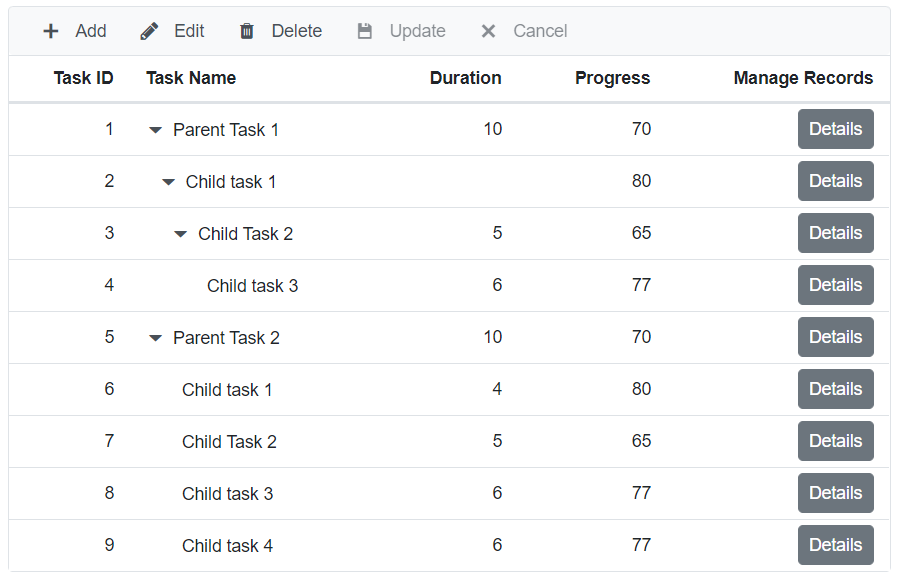 Add Edit Delete Update Cancel
Task ID Task Name Duration Progress Manage Records
1 Parent Task 1 10 70 Details
2 Child task 1 80 Details
3 Child Task 2 5 65 Details
4 Child task 3 6 77 Details
5 Parent Task 2 10 70 Details
6 Child task 1 4 80 Details
7 Child Task 2 5 65 Details
8 Child task 3 6 77 Details
9 Child task 4 6 77 Details